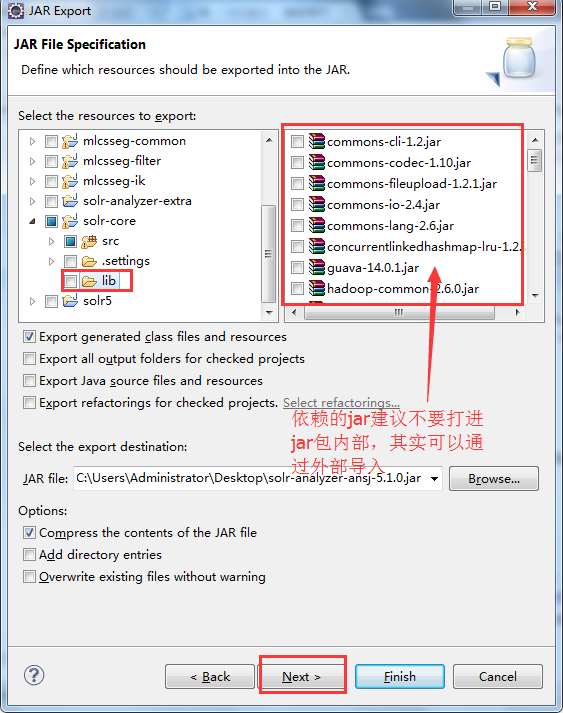 JAR Export
JAR File Specification
Define which resources should be exported into the JAR.
Select the resources to export:
mlcsseg-common
mlcsseg-filter
mlcsseg-ik
solr-analyzer-extra
solr-core
src
.settings
lib
solr5
commons-cli-1.2.jar
commons-codec-1.10.jar
commons-fileupload-1.2.1.jar
commons-io-2.4.jar
commons-lang-2.6.jar
concurrentlinkedhashmap-lru-1.2.
guava-14.0.1.jar
hadoop-common-2.6.0.jar
Export generated class files and resources
Export all output folders for checked projects
Export Java source files and resources
Export refactorings for checked projects. Select refactorings...
依赖的jar建议不要打进
jar包内部，其实可以通
过外部导入
Select the export destination:
JAR file: C:\Users\Administrator\Desktop\solr-analyzer-ansj-5.1.0.jar Browse...
Options:
Compress the contents of the JAR file
Add directory entries
Overwrite existing files without warning
? < Back Next > Finish Cancel